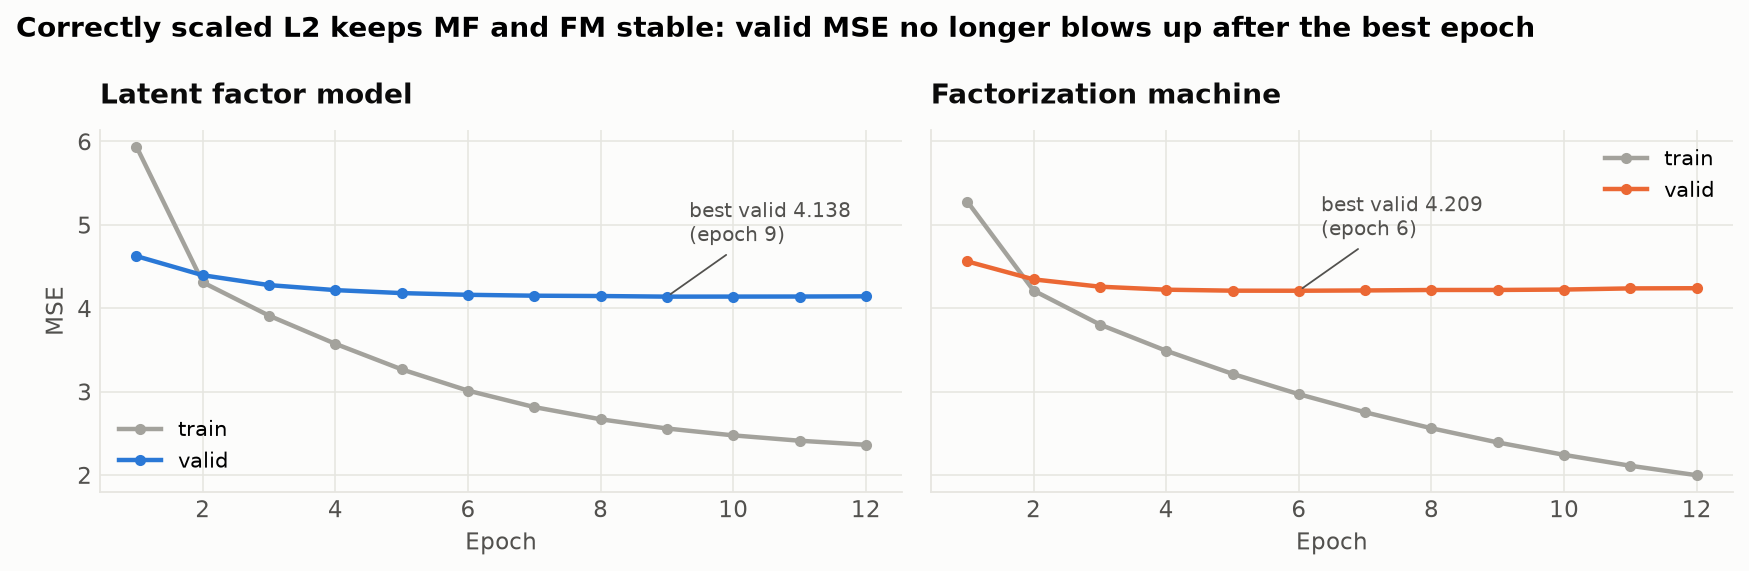 Correctly scaled L2 keeps MF and FM stable: valid MSE no longer blows up after the best epoch
Latent factor model
MSE
6
5
4
3
2
best valid 4.138
(epoch 9)
train
valid
2 4 6 8 10 12
Epoch
Factorization machine
train
valid
best valid 4.209
(epoch 6)
2 4 6 8 10 12
Epoch